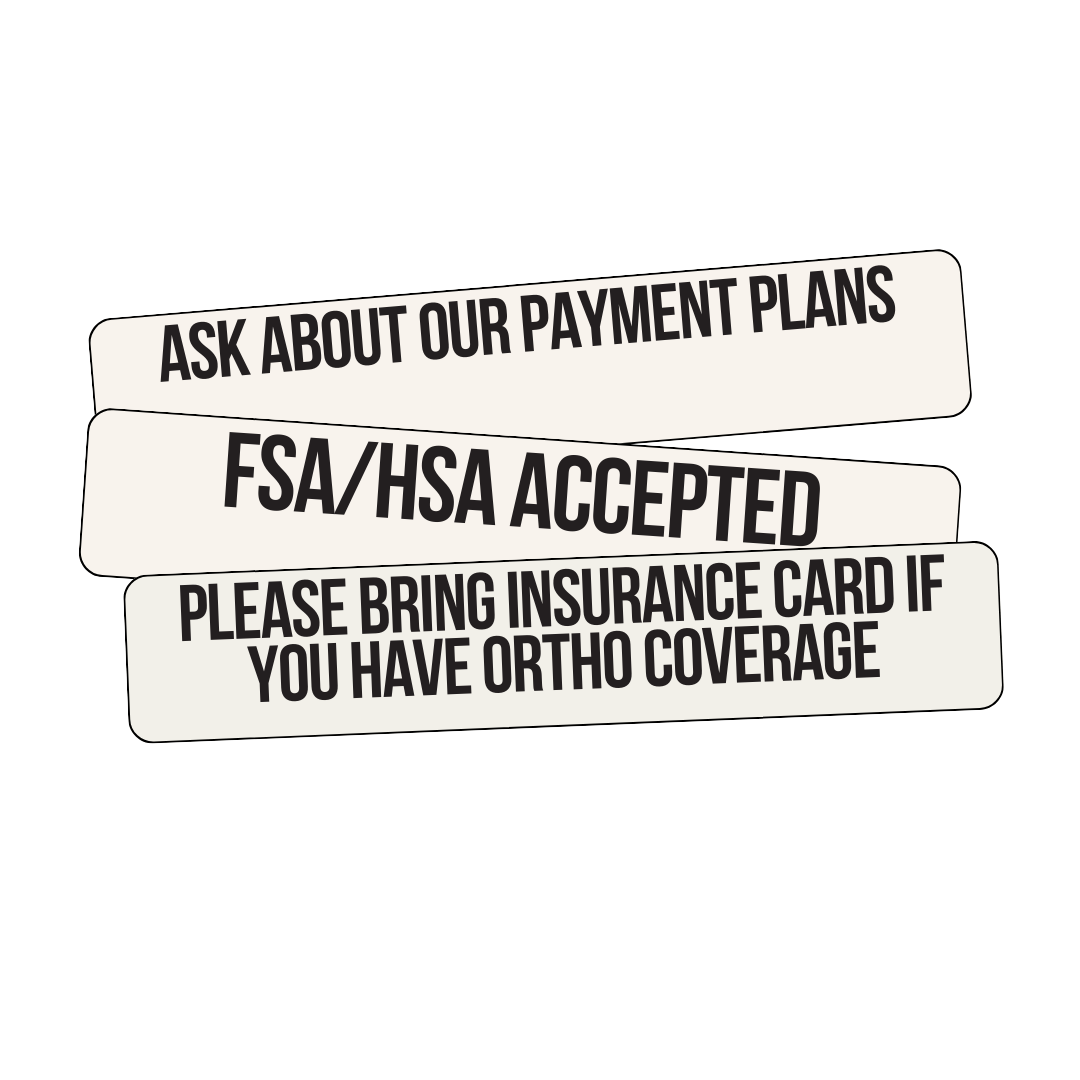 ASK ABOUT OUR PAYMENT PLANS
FSA/HSA ACCEPTED
PLEASE BRING INSURANCE CARD IF
YOU HAVE ORTHO COVERAGE